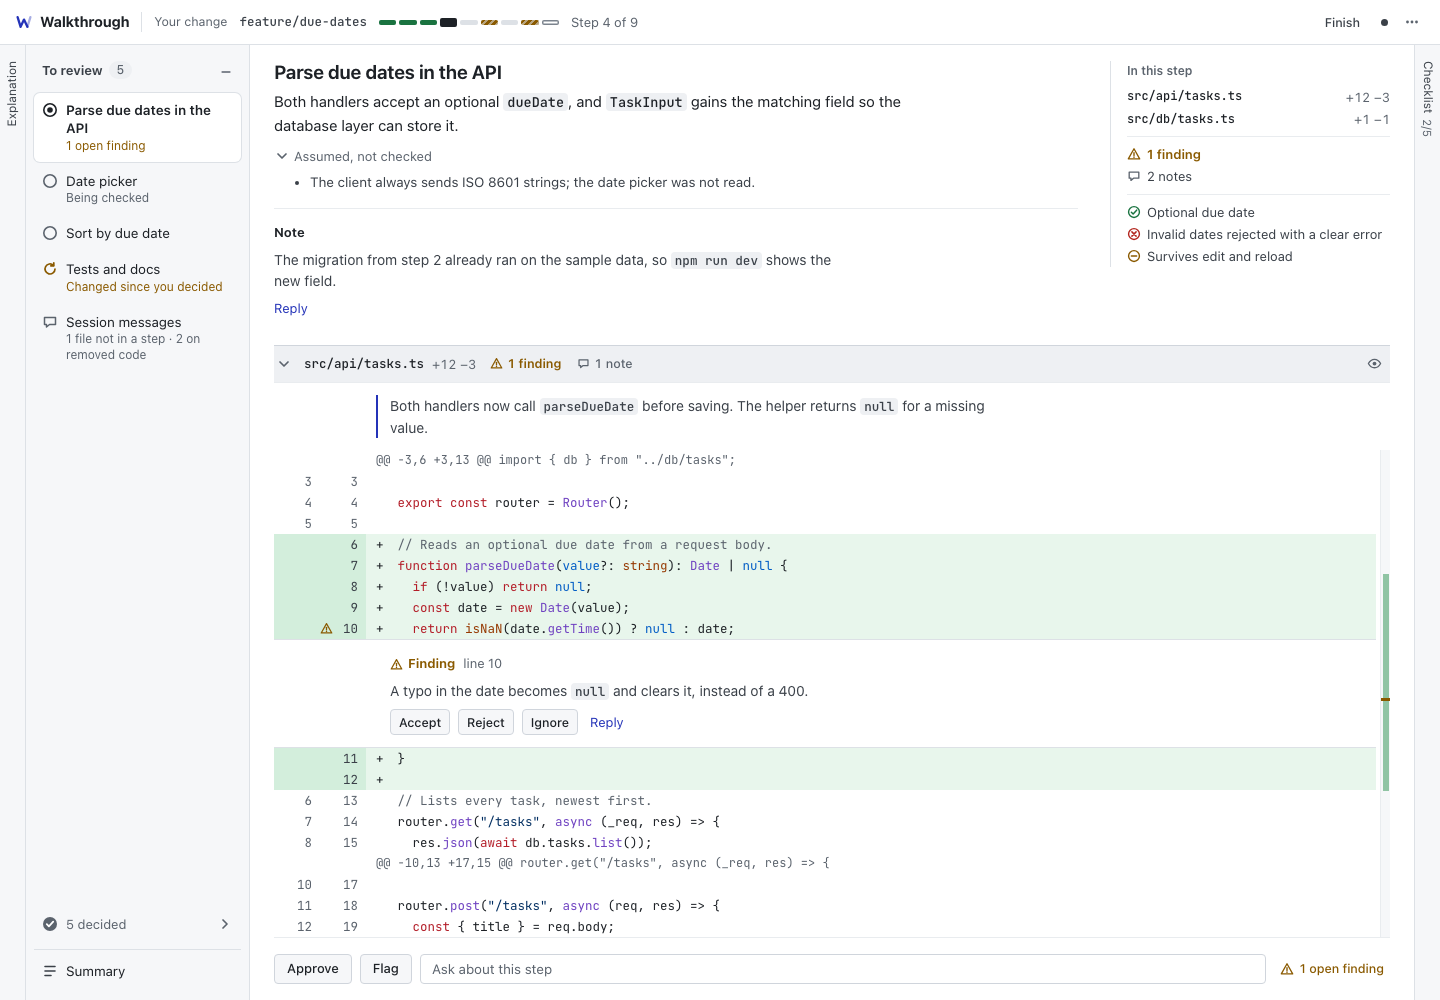 Walkthrough
Your change feature/due-dates Step 4 of 9
Finish
Explanation
To review 5
Parse due dates in the API
1 open finding
Date picker
Being checked
Sort by due date
Tests and docs
Changed since you decided
Session messages
1 file not in a step · 2 on
removed code
5 decided
Summary
Parse due dates in the API
Both handlers accept an optional dueDate, and TaskInput gains the matching field so the
database layer can store it.
Assumed, not checked
• The client always sends ISO 8601 strings; the date picker was not read.
Note
The migration from step 2 already ran on the sample data, so npm run dev shows the
new field.
Reply
In this step
src/api/tasks.ts +12 −3
src/db/tasks.ts +1 −1
1 finding
2 notes
Optional due date
Invalid dates rejected with a clear error
Survives edit and reload
Checklist 2/5
src/api/tasks.ts +12 −3 1 finding 1 note
Both handlers now call parseDueDate before saving. The helper returns null for a missing
value.
@@ -3,6 +3,13 @@ import { db } from "../db/tasks";
3 3
4 4 export const router = Router();
5 5
6 + // Reads an optional due date from a request body.
7 + function parseDueDate(value?: string): Date | null {
8 + if (!value) return null;
9 + const date = new Date(value);
10 + return isNaN(date.getTime()) ? null : date;
Finding line 10
A typo in the date becomes null and clears it, instead of a 400.
Accept Reject Ignore Reply
11 + }
12 +
6 13 // Lists every task, newest first.
7 14 router.get("/tasks", async (_req, res) => {
8 15 res.json(await db.tasks.list());
@@ -10,13 +17,15 @@ router.get("/tasks", async (_req, res) => {
10 17
11 18 router.post("/tasks", async (req, res) => {
12 19 const { title } = req.body;
Approve Flag Ask about this step 1 open finding